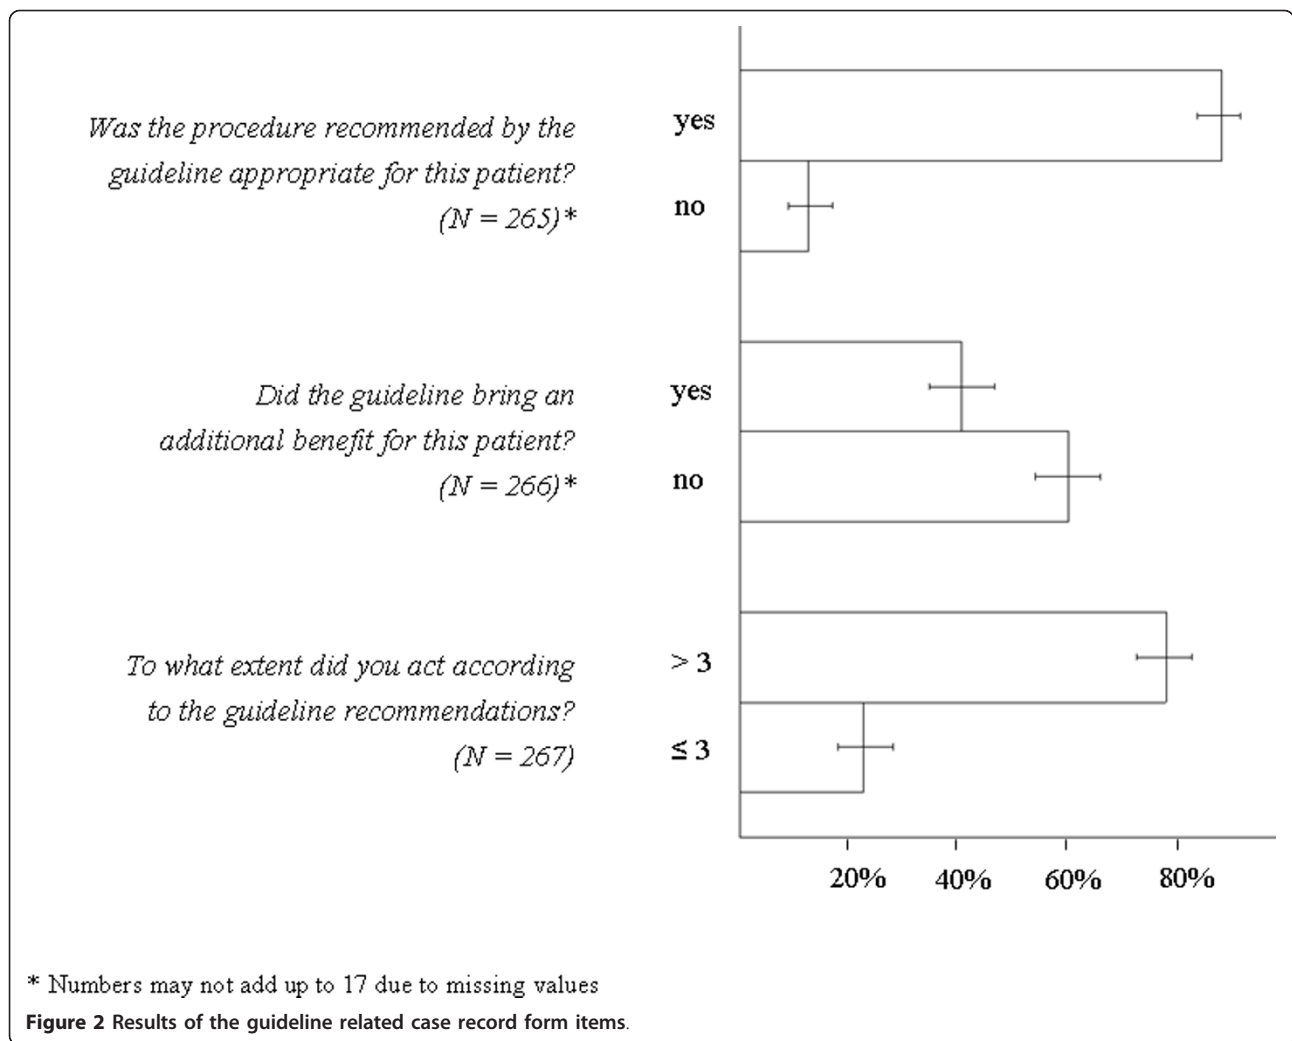 Was the procedure recommended by the
guideline appropriate for this patient?
(N = 265)*
yes
no
Did the guideline bring an
additional benefit for this patient?
(N = 266)*
yes
no
To what extent did you act according
to the guideline recommendations?
(N = 267)
> 3
≤ 3
20% 40% 60% 80%
* Numbers may not add up to 17 due to missing values
Figure 2 Results of the guideline related case record form items.